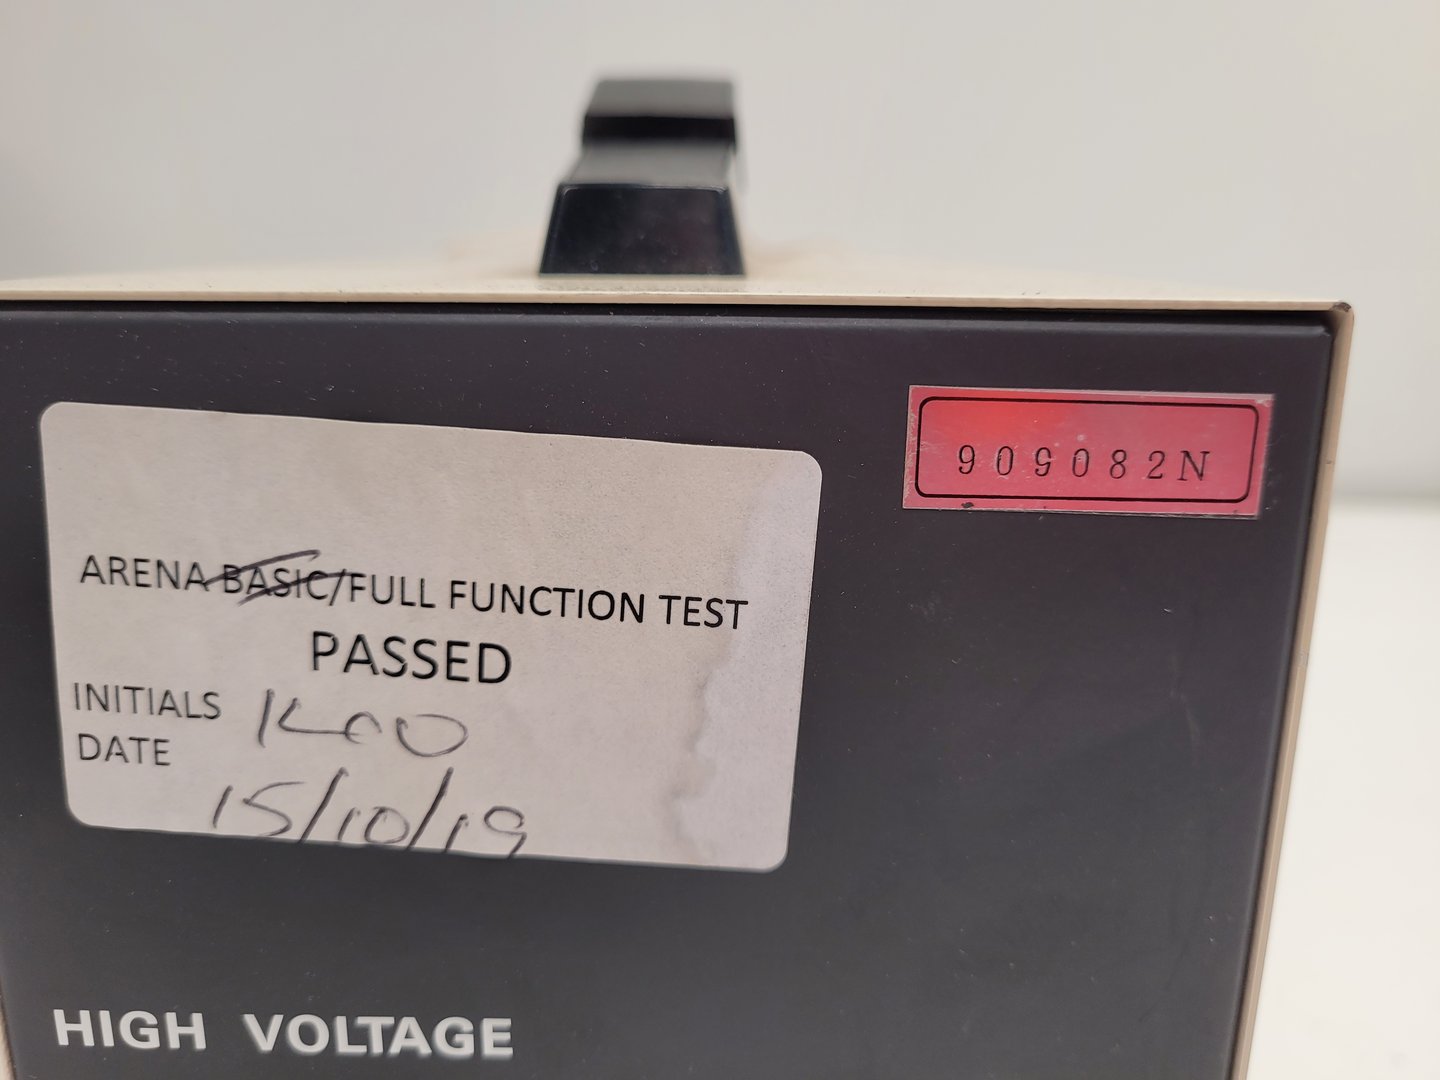 909082N
ARENA BASIC/FULL FUNCTION TEST
PASSED
INITIALS
DATE
15/10/19
HIGH VOLTAGE